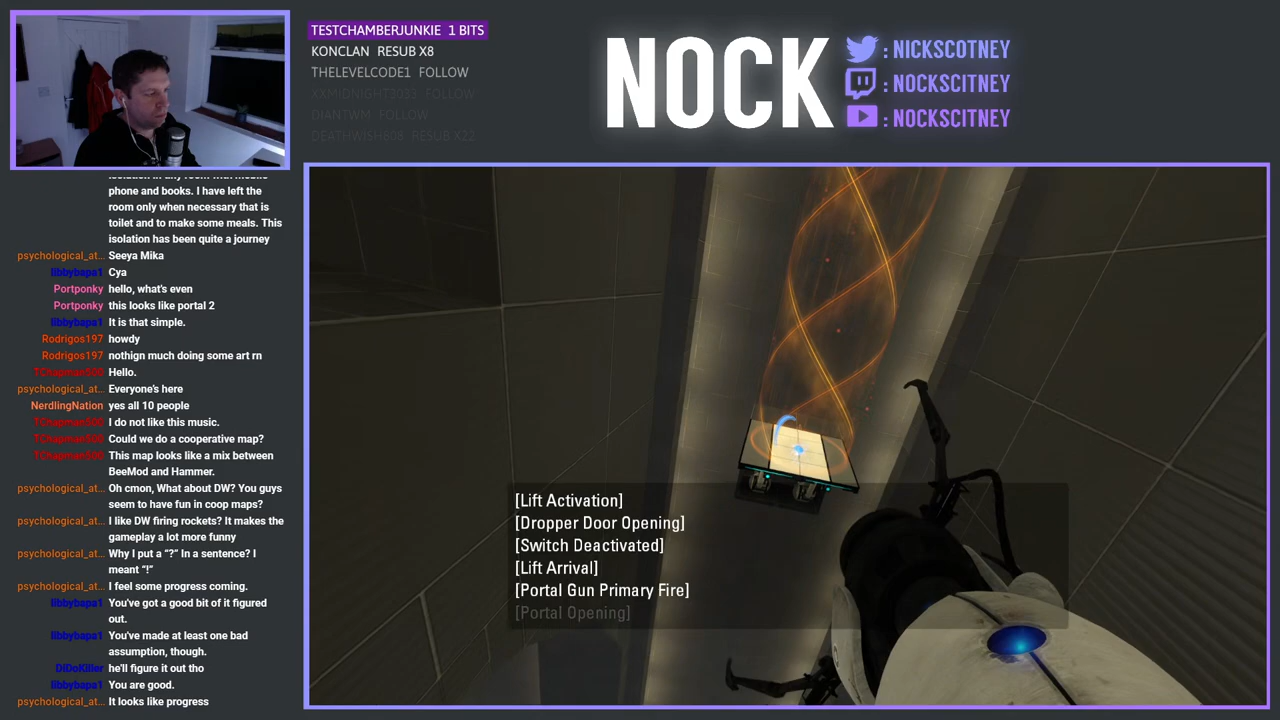 TESTCHAMBERJUNKIE 1 BITS
KONCLAN RESUB X8
THELEVELCODE1 FOLLOW
XXMIDNIGHT0033 FOLLOW
DIANTWM FOLLOW
DEATHWISH808 RESUB X22
NOCK
: NICKSCOTNEY
: NOCKSCITNEY
: NOCKSCITNEY
phone and books. I have left the
room only when necessary that is
toilet and to make some meals. This
isolation has been quite a journey
psychological_at... Seeya Mika
libbybapa1 Cya
Portponky hello, what's even
Portponky this looks like portal 2
libbybapa1 It is that simple.
Rodrigos197 howdy
Rodrigos197 nothign much doing some art rn
TChapman500 Hello.
psychological_at... Everyone's here
NerdlingNation yes all 10 people
TChapman500 I do not like this music.
TChapman500 Could we do a cooperative map?
TChapman500 This map looks like a mix between
BeeMod and Hammer.
psychological_at... Oh cmon, What about DW? You guys
seem to have fun in coop maps?
psychological_at... I like DW firing rockets? It makes the
gameplay a lot more funny
psychological_at... Why I put a “?” In a sentence? I
meant “!”
psychological_at... I feel some progress coming.
libbybapa1 You've got a good bit of it figured
out.
libbybapa1 You've made at least one bad
assumption, though.
DiDoKiller he'll figure it out tho
libbybapa1 You are good.
psychological_at... It looks like progress
[Lift Activation]
[Dropper Door Opening]
[Switch Deactivated]
[Lift Arrival]
[Portal Gun Primary Fire]
[Portal Opening]